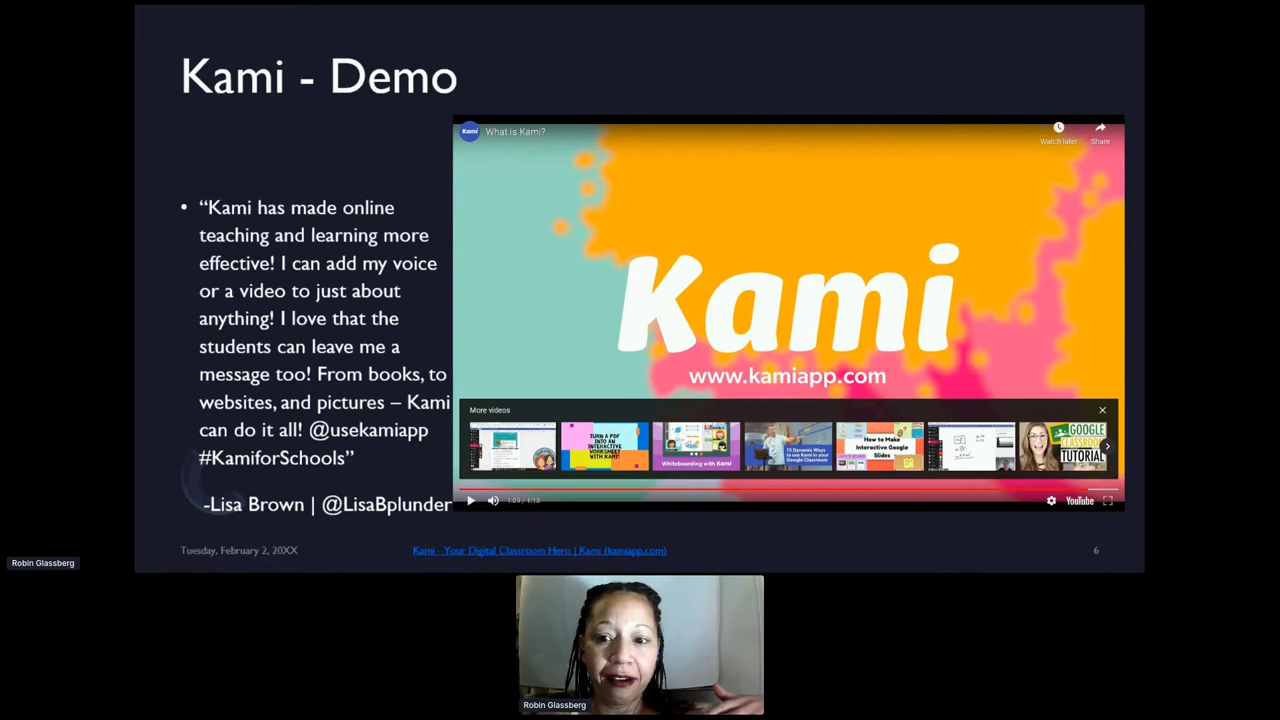 Kami - Demo
• “Kami has made online
teaching and learning more
effective! I can add my voice
or a video to just about
anything! I love that the
students can leave me a
message too! From books, to
websites, and pictures – Kami
can do it all! @usekamiapp
#KamiforSchools”
-Lisa Brown | @LisaBplunder
Kami
What is Kami?
Watch later
Share
Kami
www.kamiapp.com
More videos
TURN A PDF
INTO AN
INTERACTIVE
WORKSHEET
WITH KAMI!
Whiteboarding with Kami
15 Dynamic Ways
to use Kami in your
Google Classroom
How to Make
Interactive Google
Slides
GOOGLE
CLASSROOM
TUTORIAL
1:09 / 1:13
YouTube
Tuesday, February 2, 20XX
Kami - Your Digital Classroom Hero | Kami (kamiapp.com)
6
Robin Glassberg
Robin Glassberg